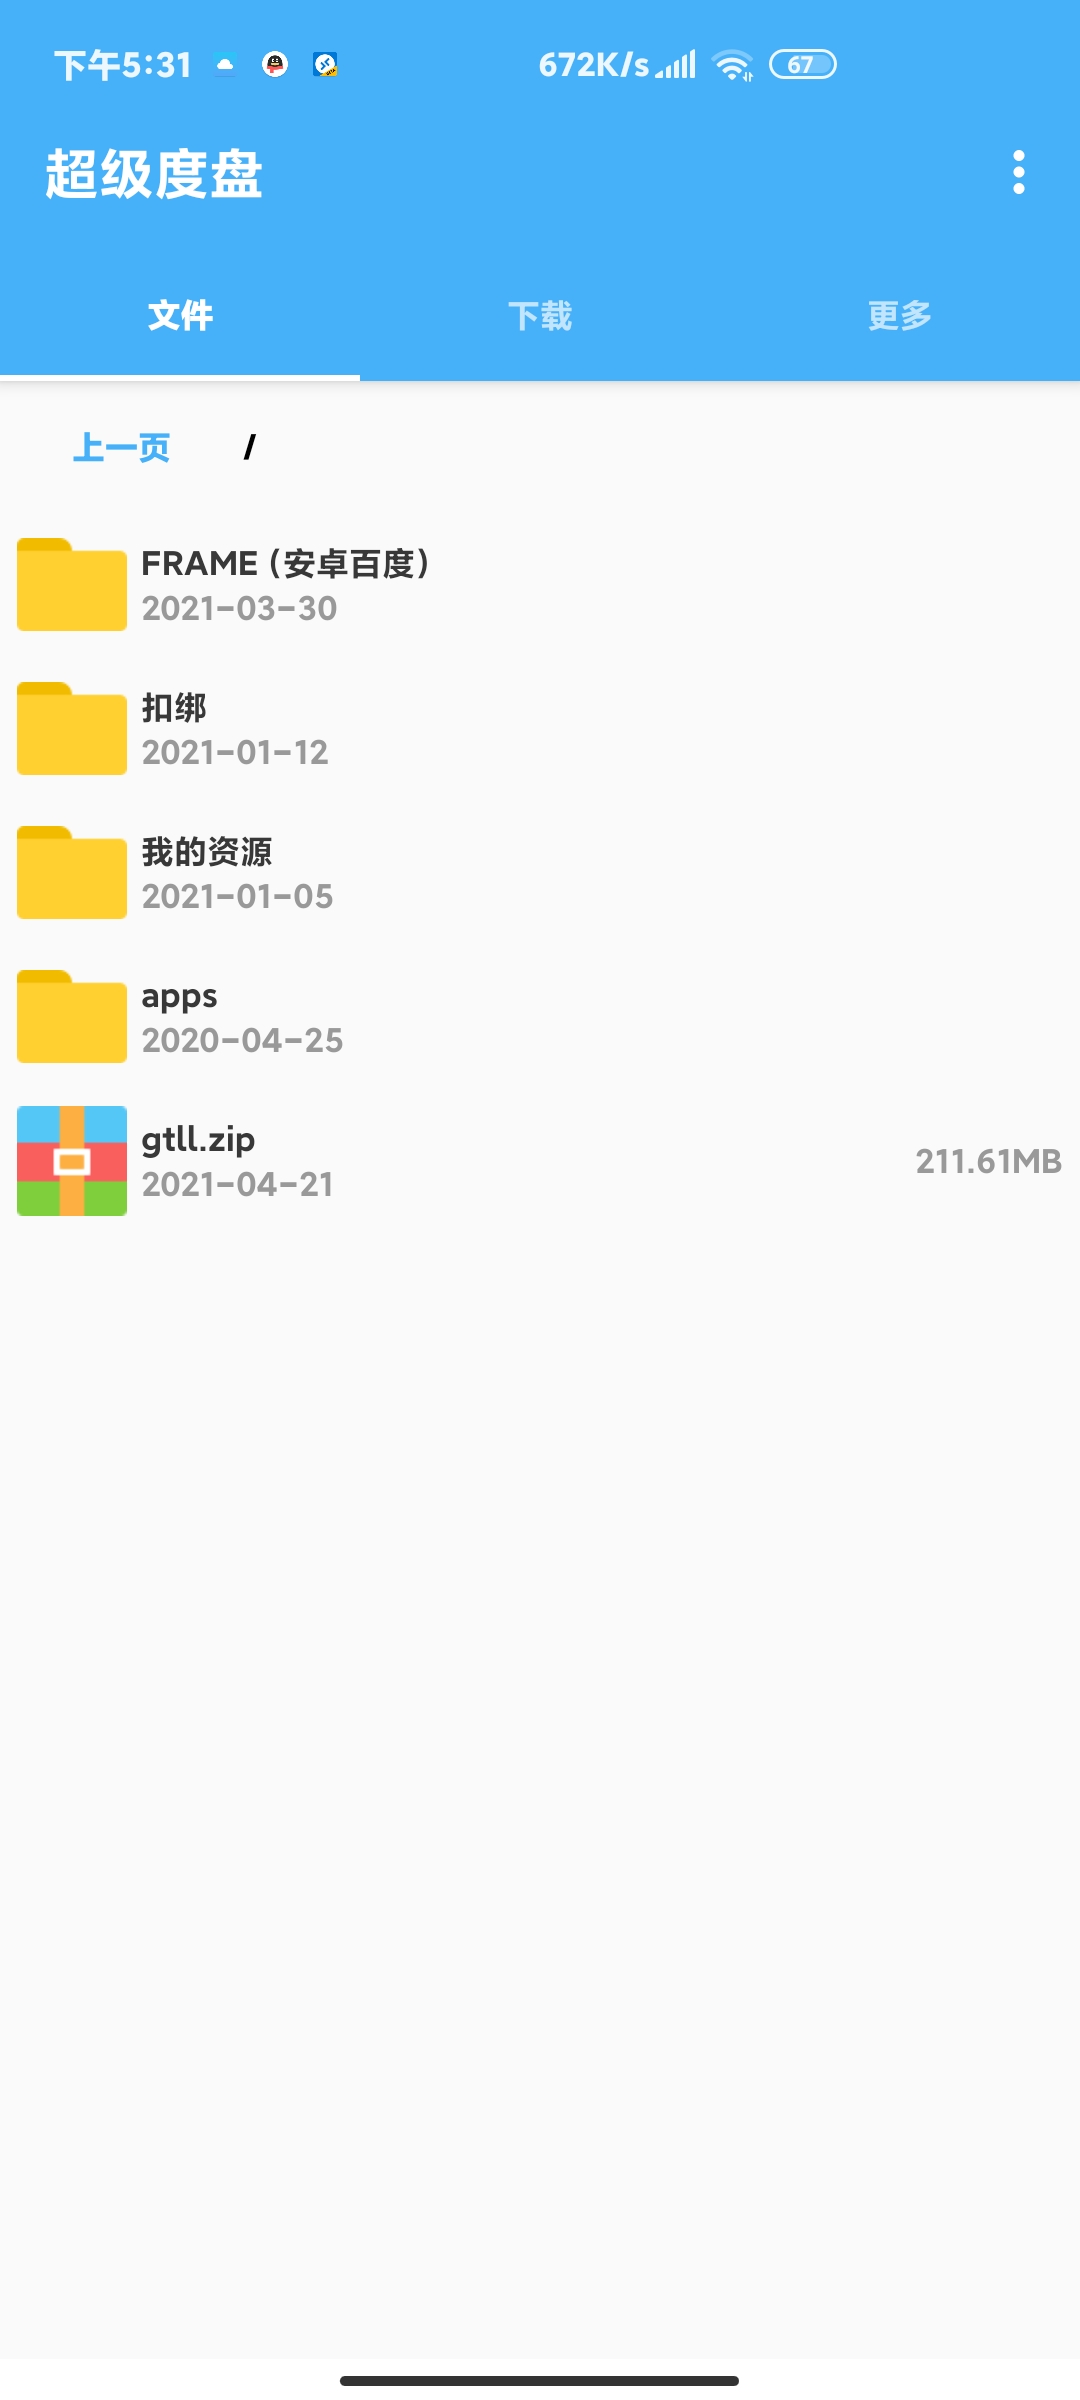 下午5:31 672K/s 67
超级度盘
文件 下载 更多
上一页 /
FRAME (安卓百度)
2021-03-30
扣绑
2021-01-12
我的资源
2021-01-05
apps
2020-04-25
gtll.zip
2021-04-21
211.61MB